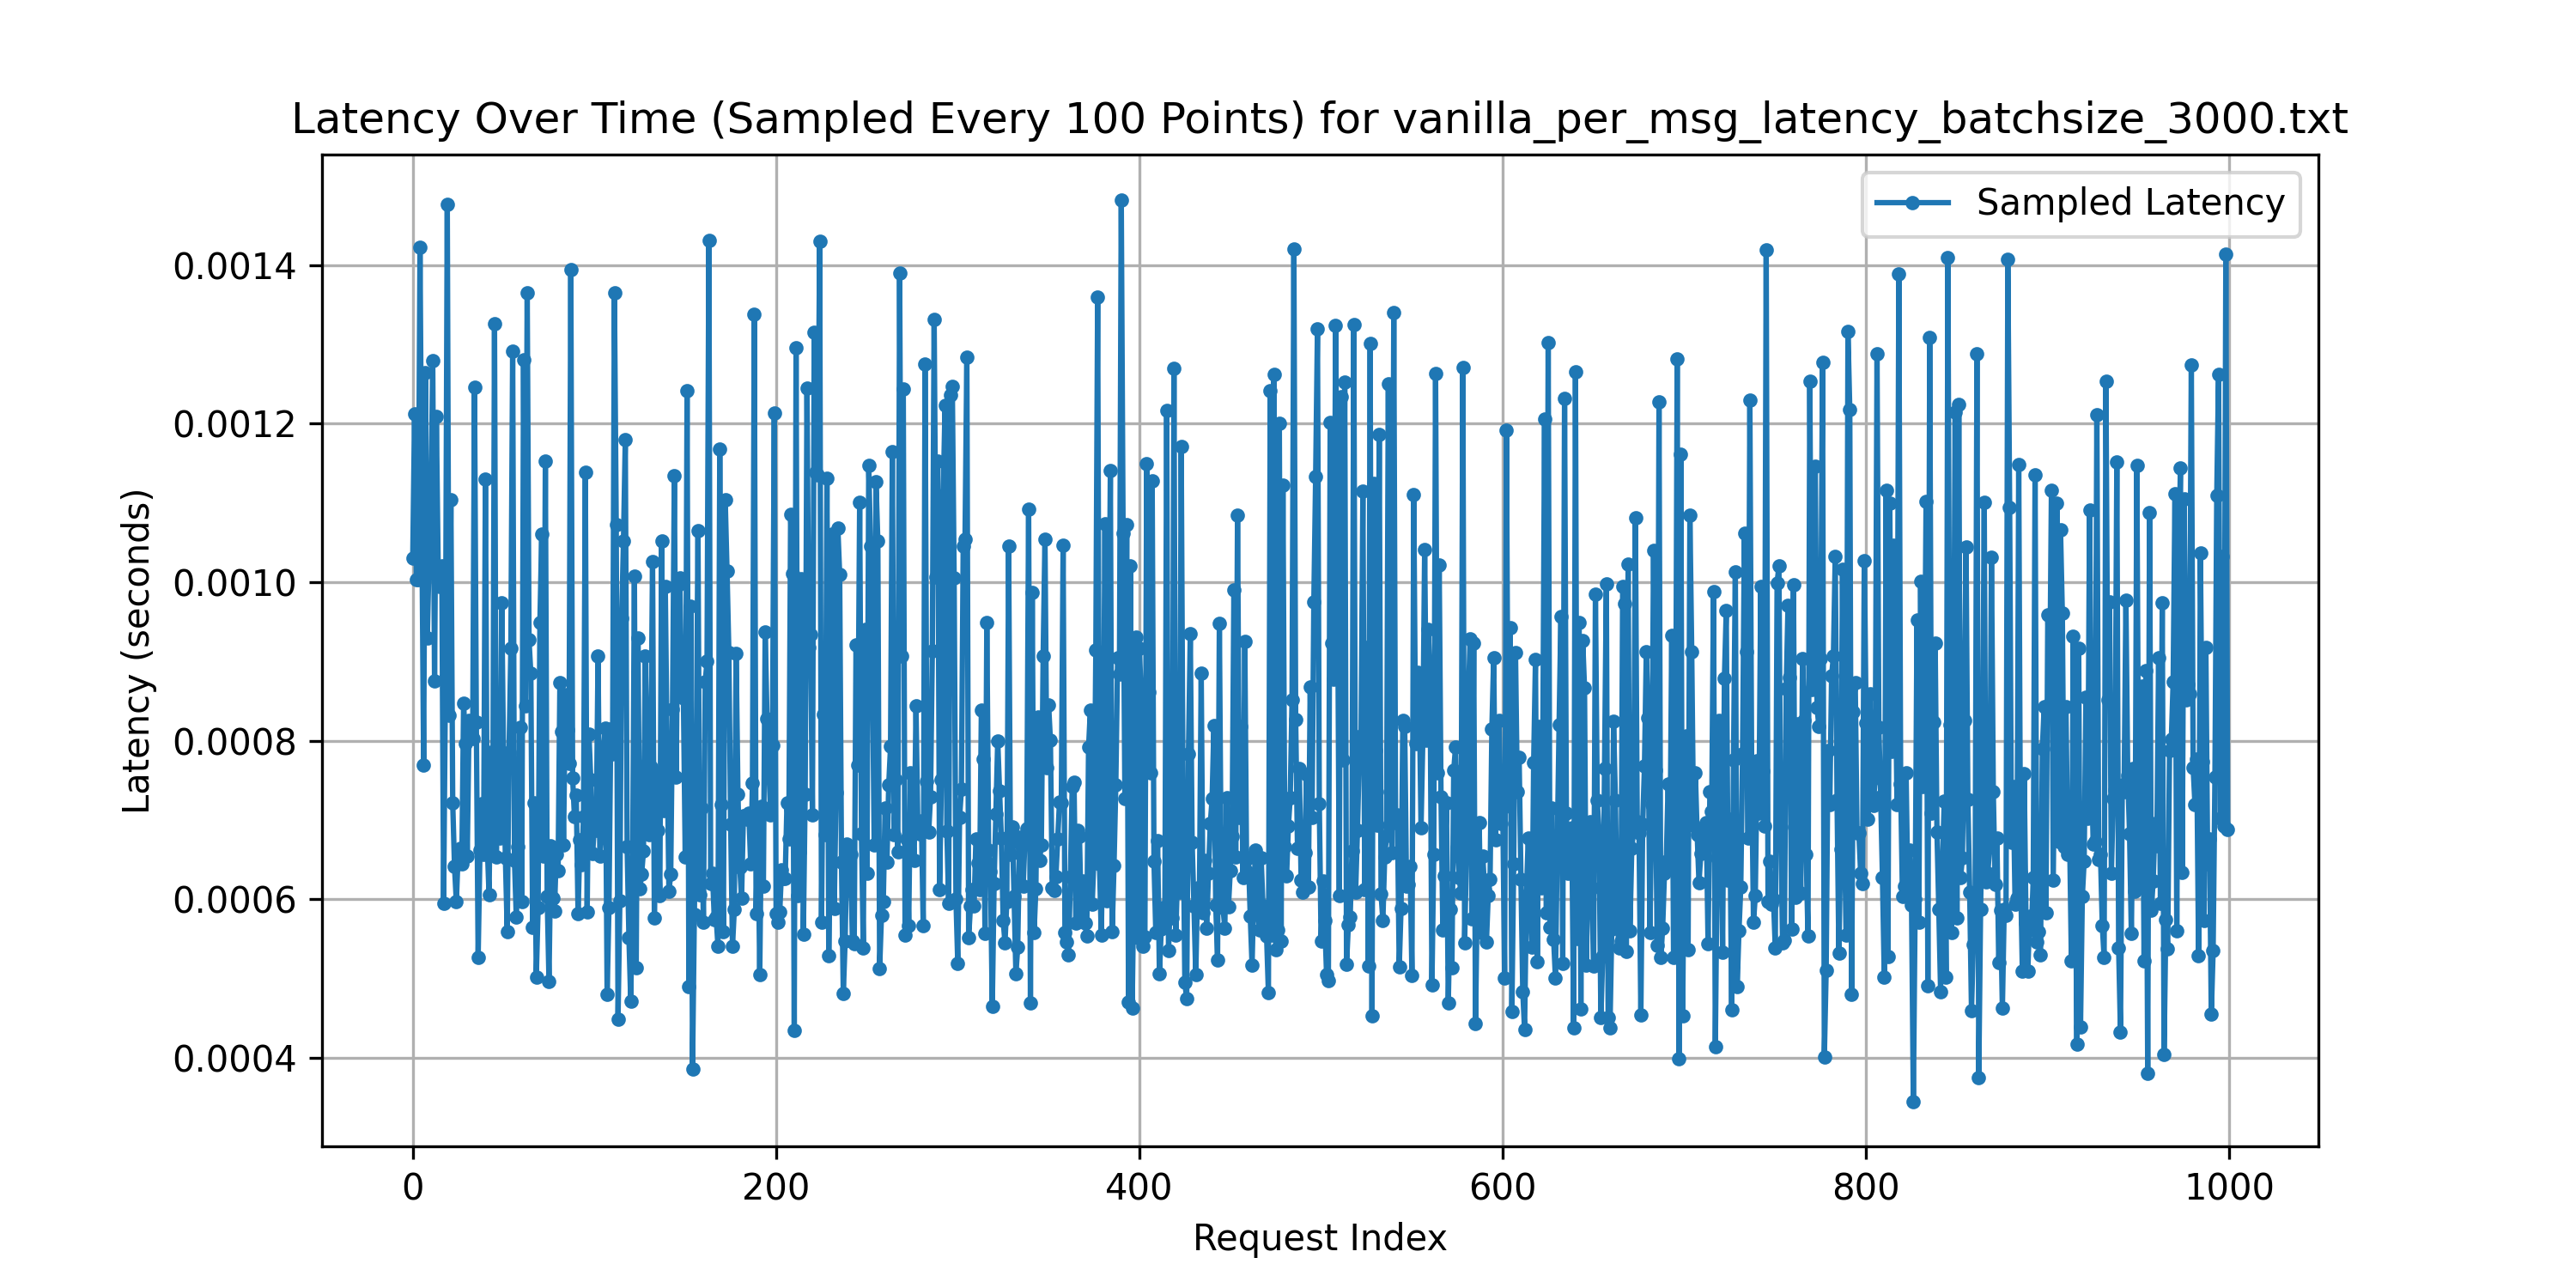 Latency Over Time (Sampled Every 100 Points) for vanilla_per_msg_latency_batchsize_3000.txt
Sampled Latency
Latency (seconds)
0.0014
0.0012
0.0010
0.0008
0.0006
0.0004
0 200 400 600 800 1000
Request Index